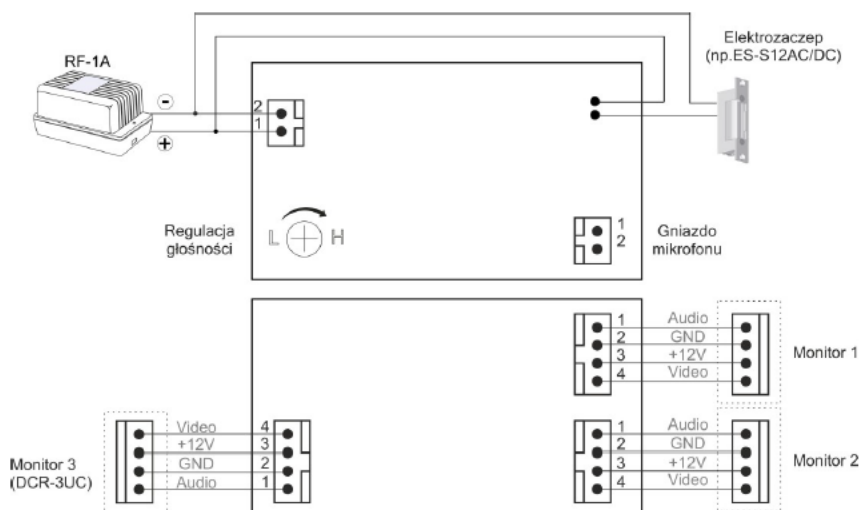 RF-1A
Elektrozaczep
(np.ES-S12AC/DC)
-
2
1
+
Regulacja
głośności
L
H
1
2
Gniazdo
mikrofonu
1
Audio
2
GND
3
+12V
4
Video
Monitor 1
Monitor 3
(DCR-3UC)
Video
4
+12V
3
GND
2
Audio
1
1
Audio
2
GND
3
+12V
4
Video
Monitor 2